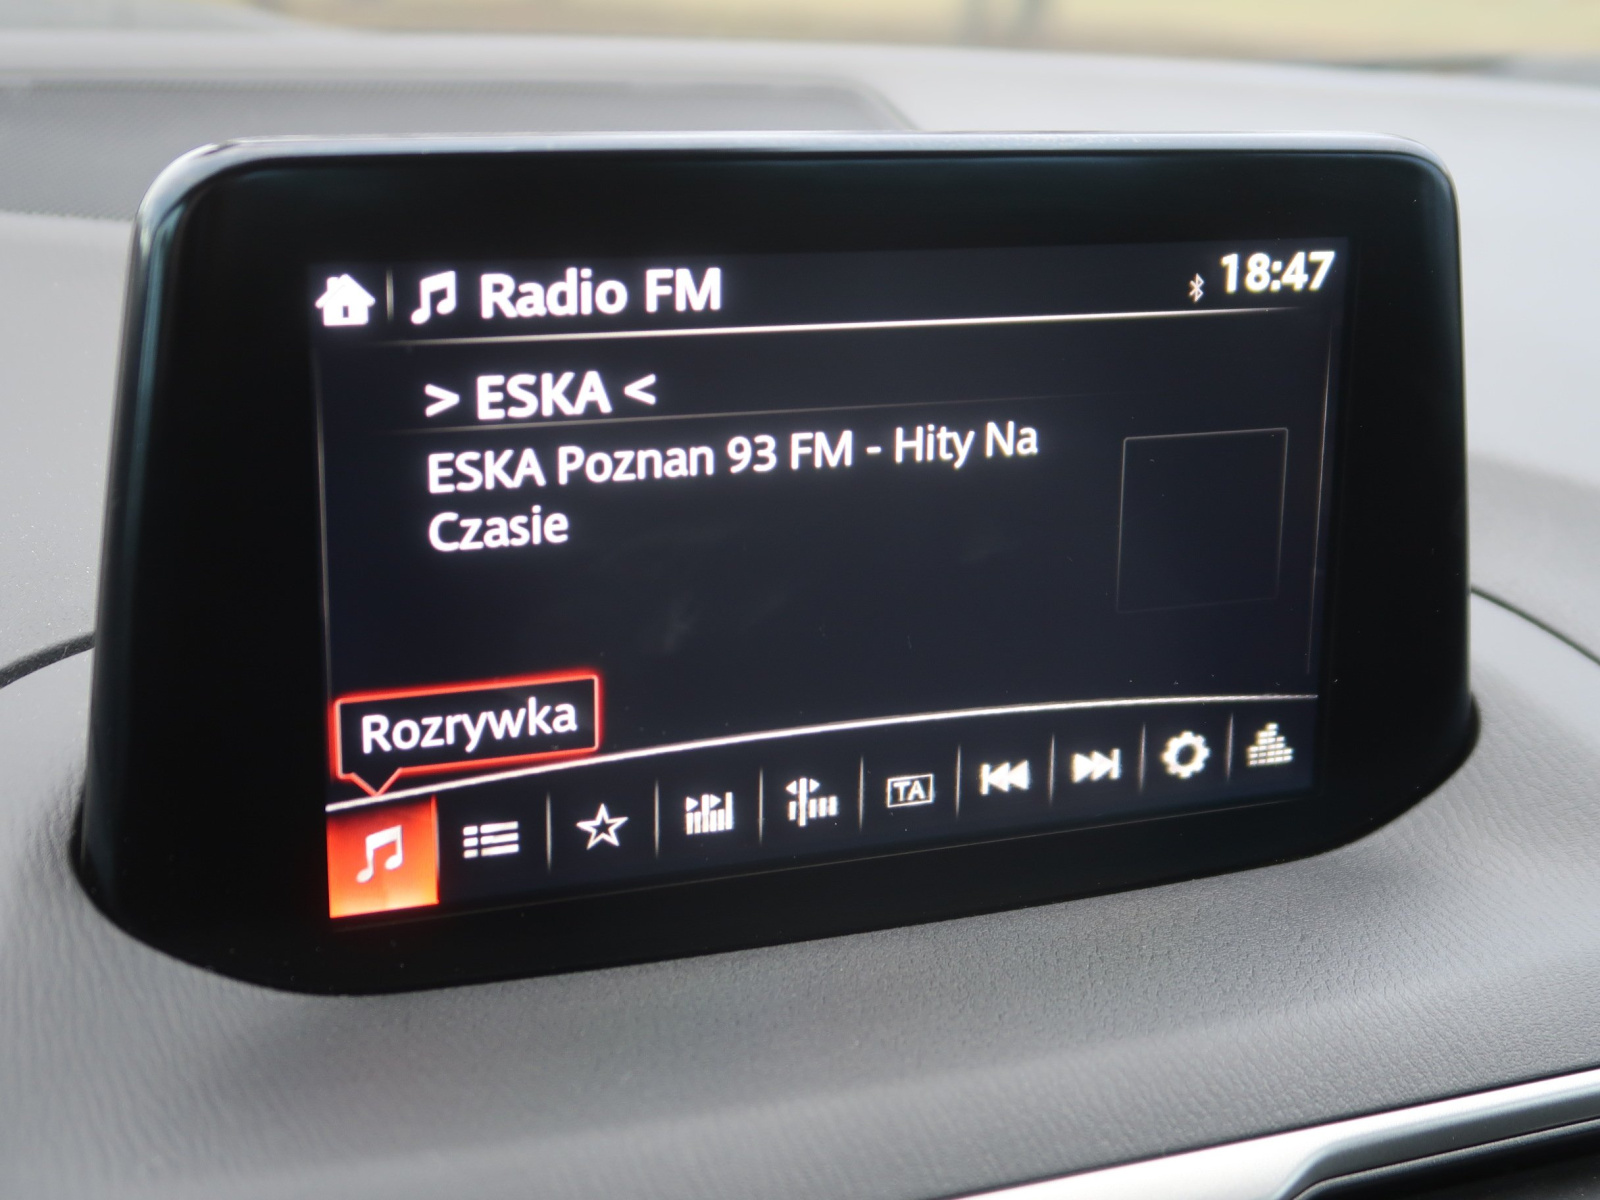 Radio FM
18:47
> ESKA <
ESKA Poznan 93 FM - Hity Na
Czasie
Rozrywka
TA